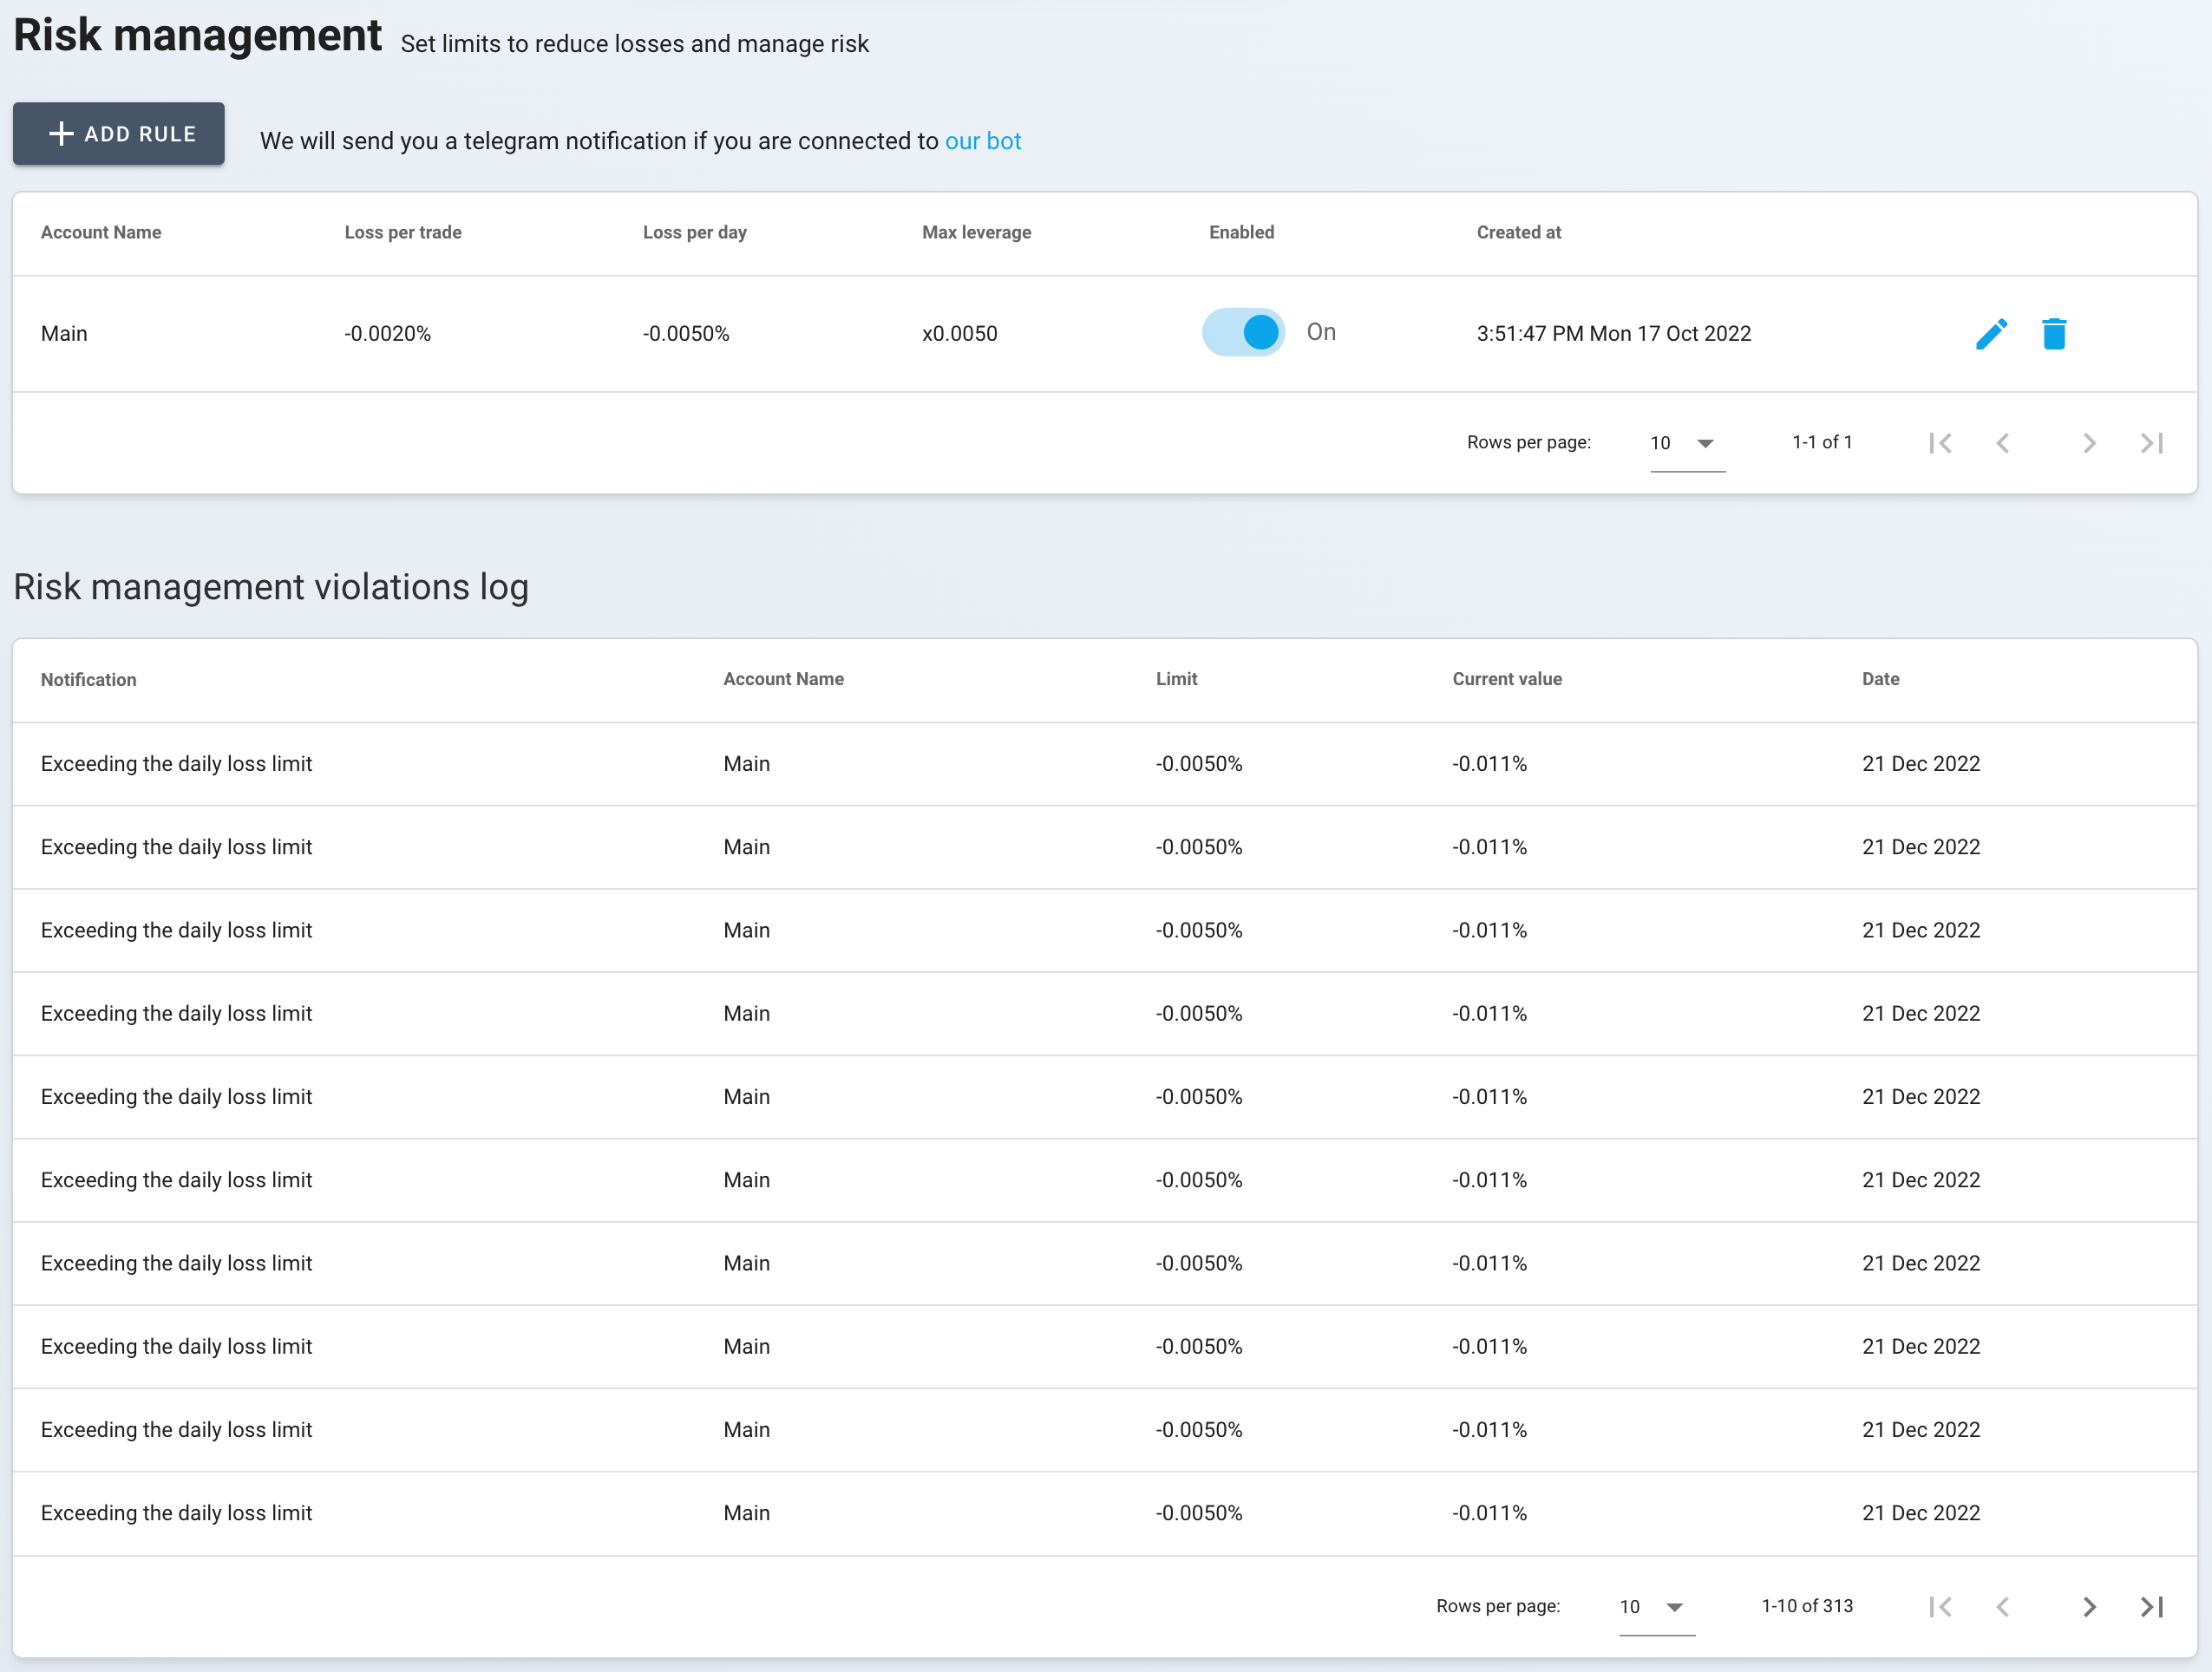 Risk management Set limits to reduce losses and manage risk
ADD RULE We will send you a telegram notification if you are connected to our bot
Account Name Loss per trade Loss per day Max leverage Enabled Created at
Main -0.0020% -0.0050% x0.0050 On 3:51:47 PM Mon 17 Oct 2022
Rows per page: 10 1-1 of 1
Risk management violations log
Notification Account Name Limit Current value Date
Exceeding the daily loss limit Main -0.0050% -0.011% 21 Dec 2022
Exceeding the daily loss limit Main -0.0050% -0.011% 21 Dec 2022
Exceeding the daily loss limit Main -0.0050% -0.011% 21 Dec 2022
Exceeding the daily loss limit Main -0.0050% -0.011% 21 Dec 2022
Exceeding the daily loss limit Main -0.0050% -0.011% 21 Dec 2022
Exceeding the daily loss limit Main -0.0050% -0.011% 21 Dec 2022
Exceeding the daily loss limit Main -0.0050% -0.011% 21 Dec 2022
Exceeding the daily loss limit Main -0.0050% -0.011% 21 Dec 2022
Exceeding the daily loss limit Main -0.0050% -0.011% 21 Dec 2022
Exceeding the daily loss limit Main -0.0050% -0.011% 21 Dec 2022
Rows per page: 10 1-10 of 313